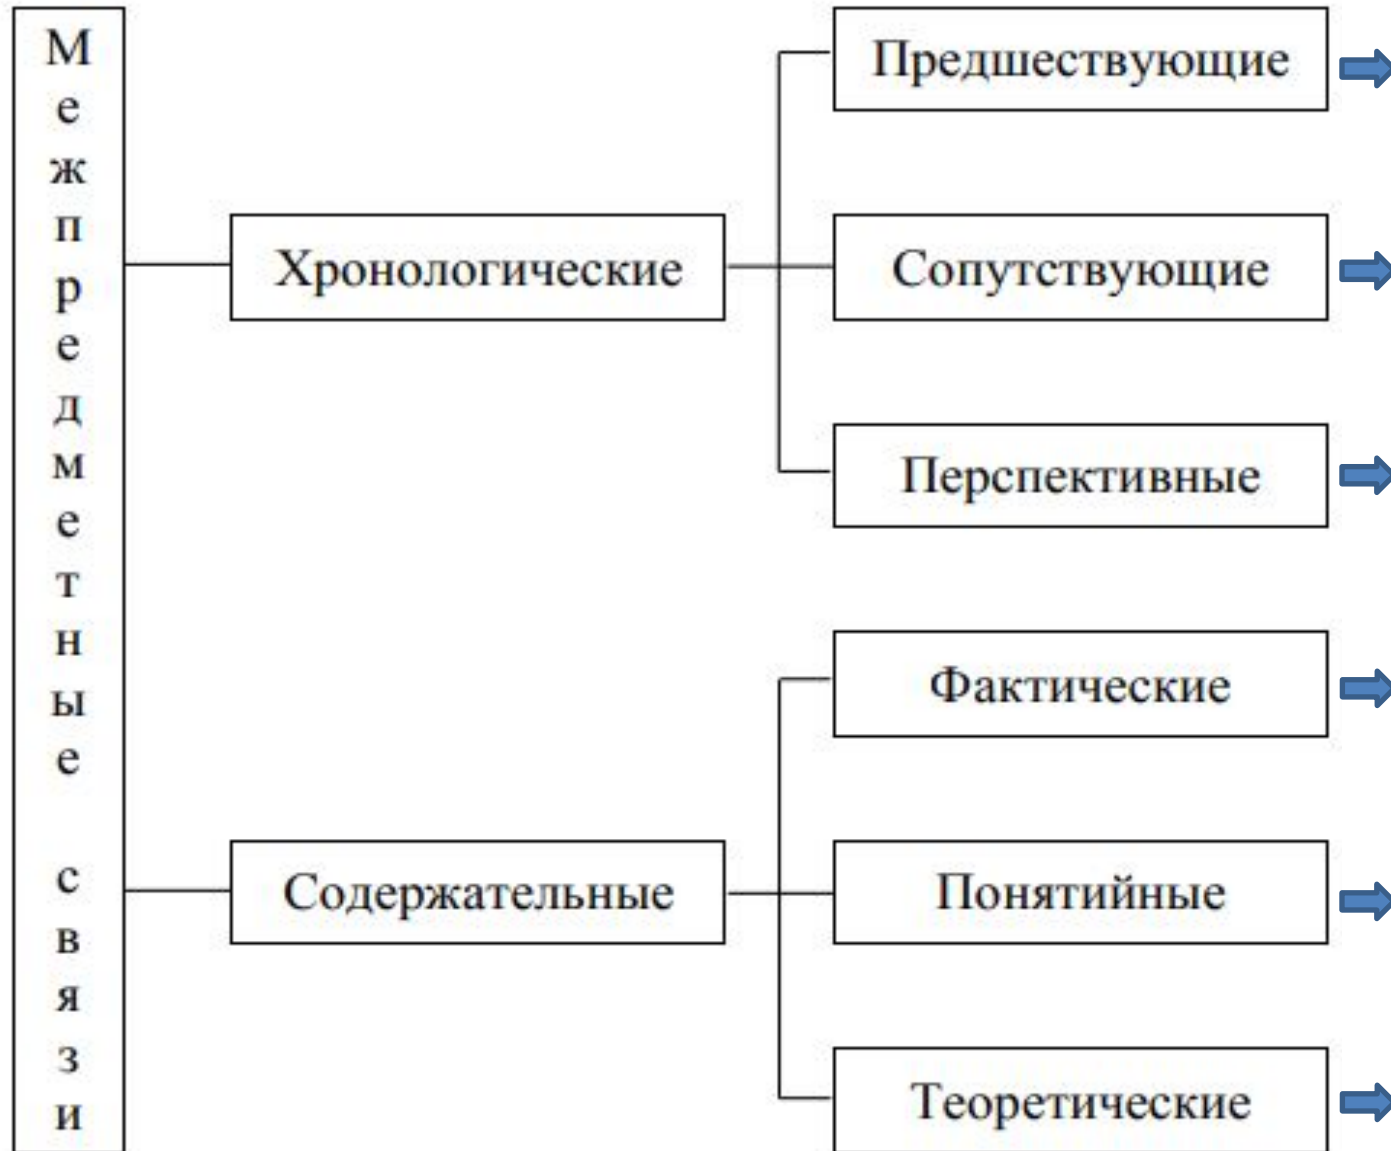 Межпредметные связи
Хронологические
Предшествующие
Сопутствующие
Перспективные
Содержательные
Фактические
Понятийные
Теоретические